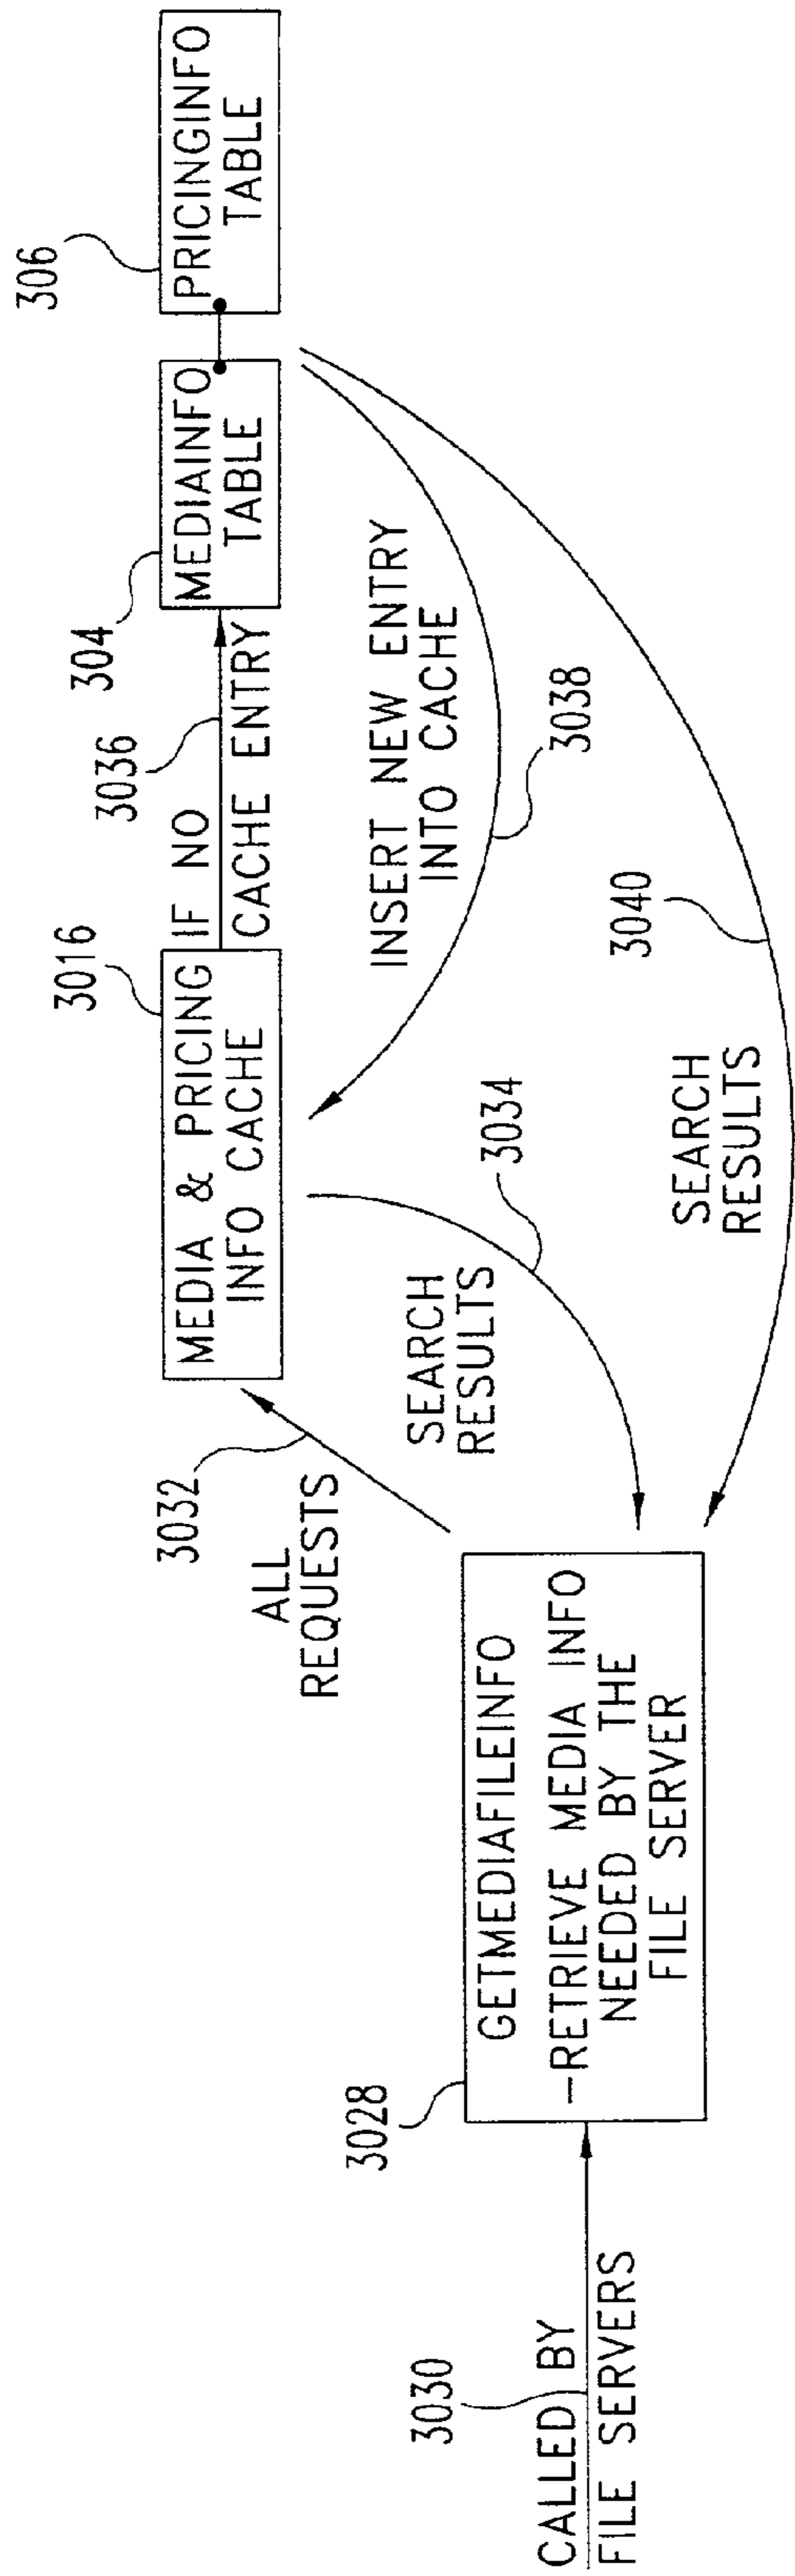 CALLED BY
FILE SERVERS
3030
3028
GETMEDIAFILEINFO
-RETRIEVE MEDIA INFO
NEEDED BY THE
FILE SERVER
3032
ALL
REQUESTS
3016
MEDIA & PRICING
INFO CACHE
SEARCH
RESULTS
3034
IF NO
CACHE ENTRY
3036
INSERT NEW ENTRY
INTO CACHE
3038
SEARCH
RESULTS
3040
304
MEDIAINFO
TABLE
306
PRICINGINFO
TABLE